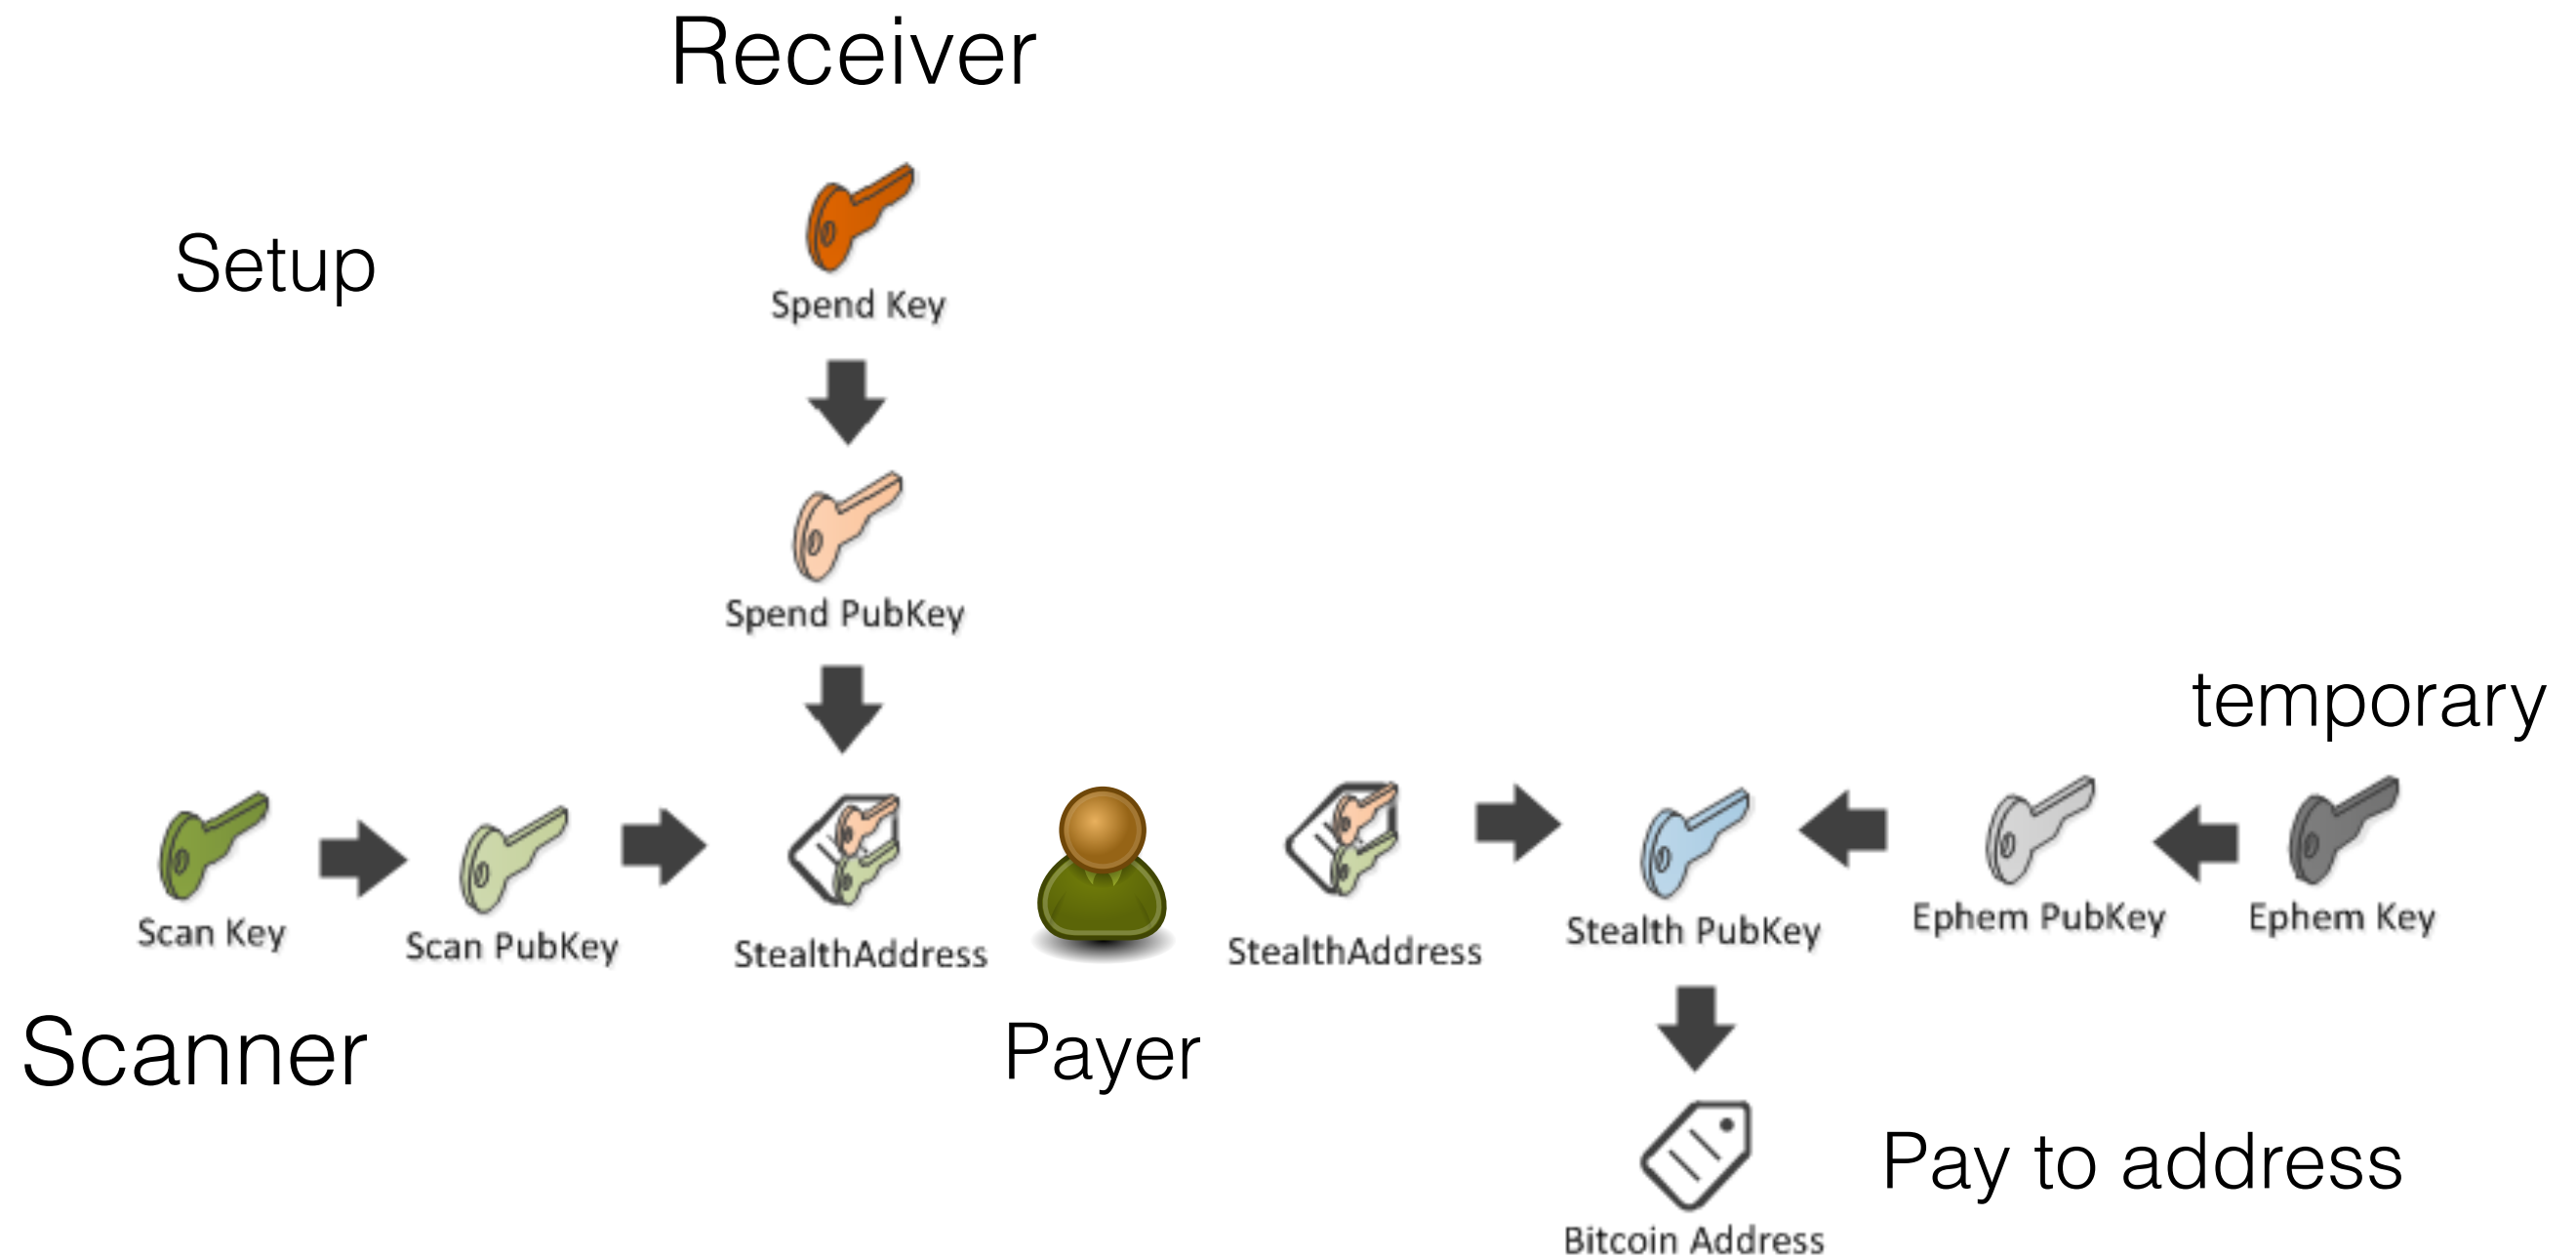 Receiver
Setup
Spend Key
Spend PubKey
temporary
Scan Key
Scan PubKey
StealthAddress
StealthAddress
Stealth PubKey
Ephem PubKey
Ephem Key
Scanner
Payer
Pay to address
Bitcoin Address